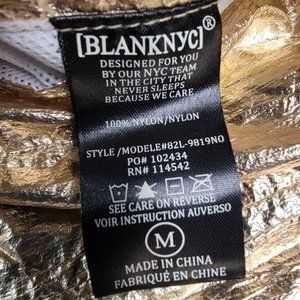 [BLANKNYC]®
DESIGNED FOR YOU
BY OUR NYC TEAM
IN THE CITY THAT
NEVER SLEEPS
BECAUSE WE CARE
100% NYLON/NYLON
STYLE/MODELE#82L-9819NO
PO# 102434
RN# 114542
SEE CARE ON REVERSE
VOIR INSTRUCTION AUVERSO
M
MADE IN CHINA
FABRIQUÉ EN CHINE